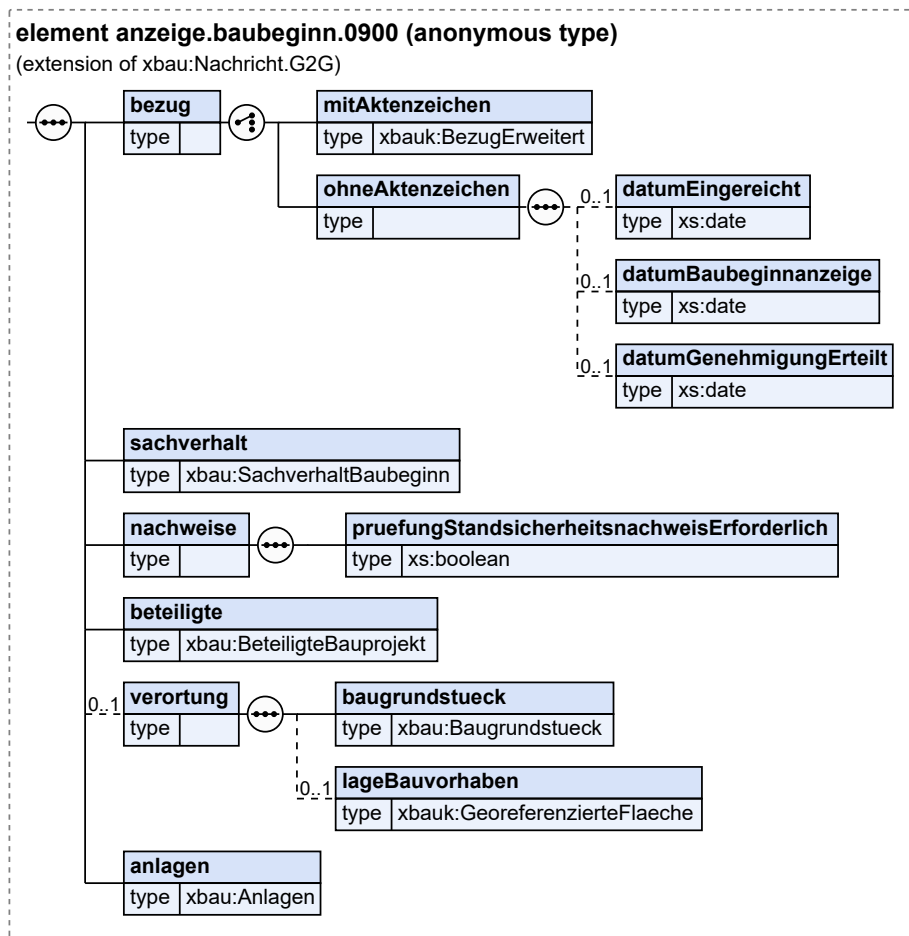 element anzeige.baubeginn.0900 (anonymous type)
(extension of xbau:Nachricht.G2G)
bezug
type
mitAktenzeichen
type xbauk:BezugErweitert
ohneAktenzeichen
type
0..1
datumEingereicht
type xs:date
0..1
datumBaubeginnanzeige
type xs:date
0..1
datumGenehmigungErteilt
type xs:date
sachverhalt
type xbau:SachverhaltBaubeginn
nachweise
type
pruefungStandsicherheitsnachweisErforderlich
type xs:boolean
beteiligte
type xbau:BeteiligteBauprojekt
0..1
verortung
type
baugrundstueck
type xbau:Baugrundstueck
0..1
lageBauvorhaben
type xbauk:GeoreferenzierteFlaeche
anlagen
type xbau:Anlagen